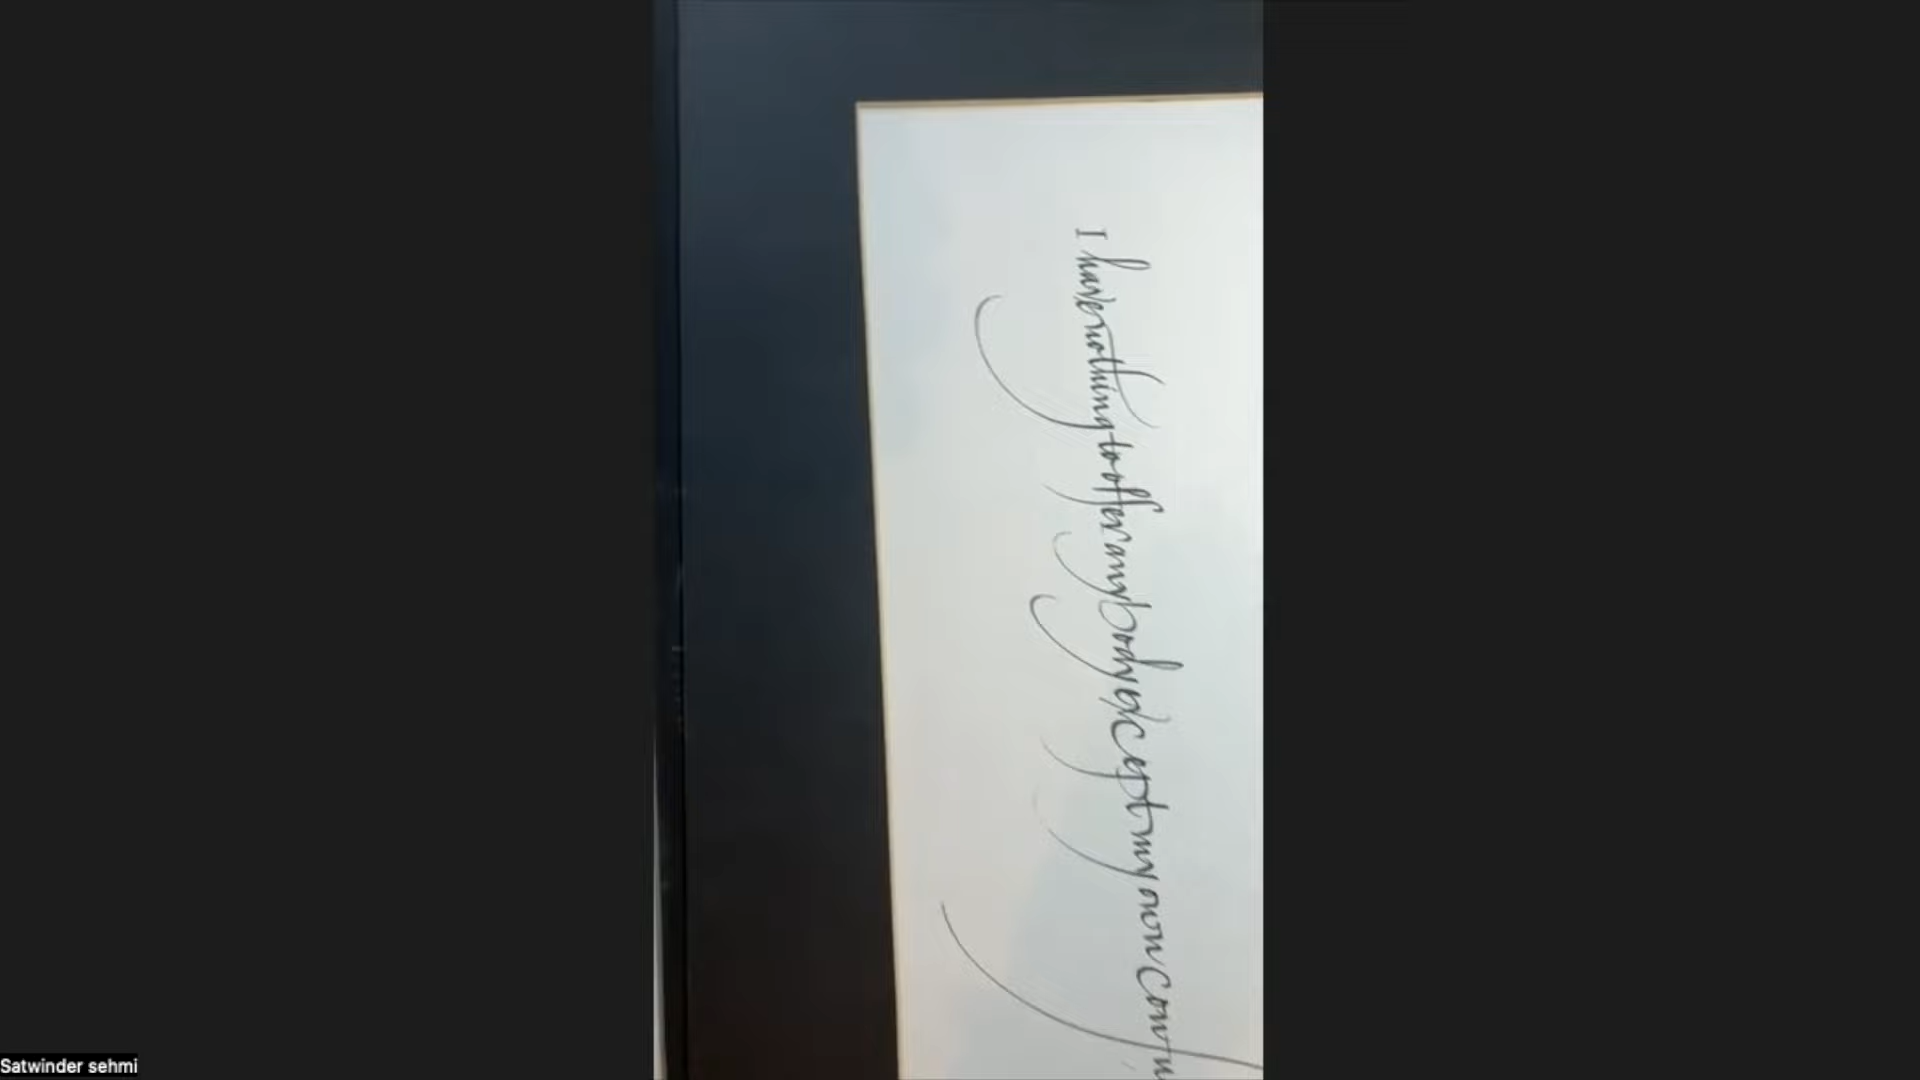 I have nothing to offer anybody except my own
Satwinder sehmi